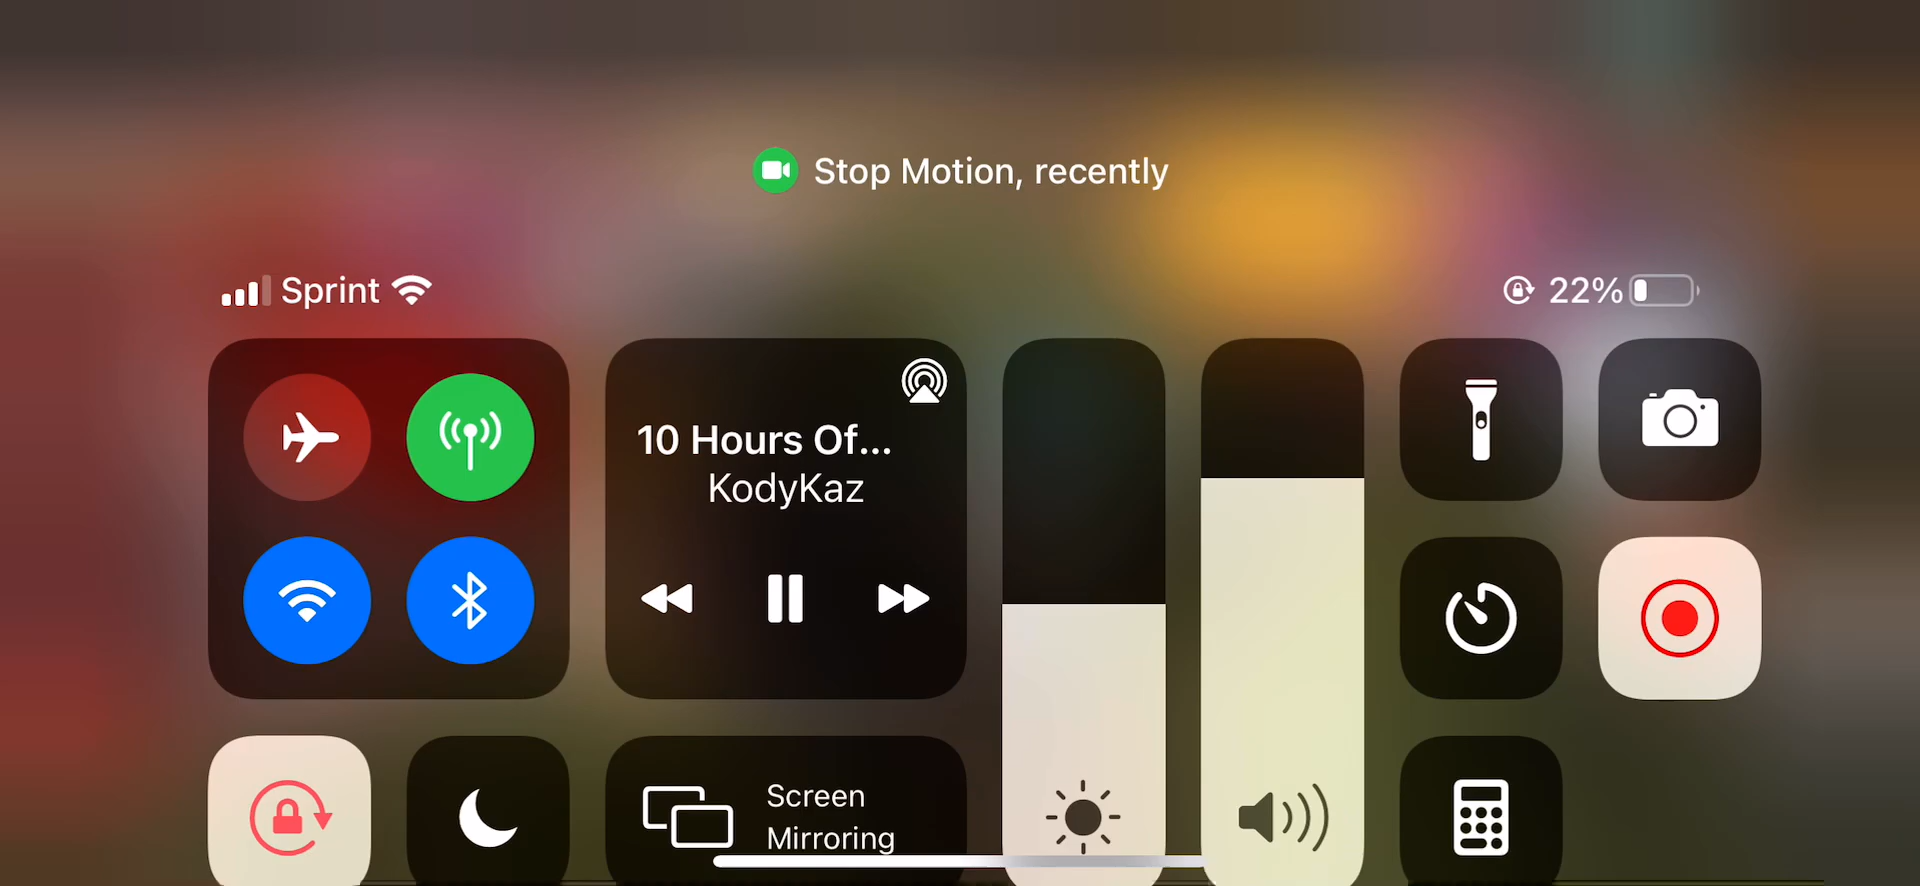 Stop Motion, recently
Sprint
22%
10 Hours Of...
KodyKaz
Screen
Mirroring